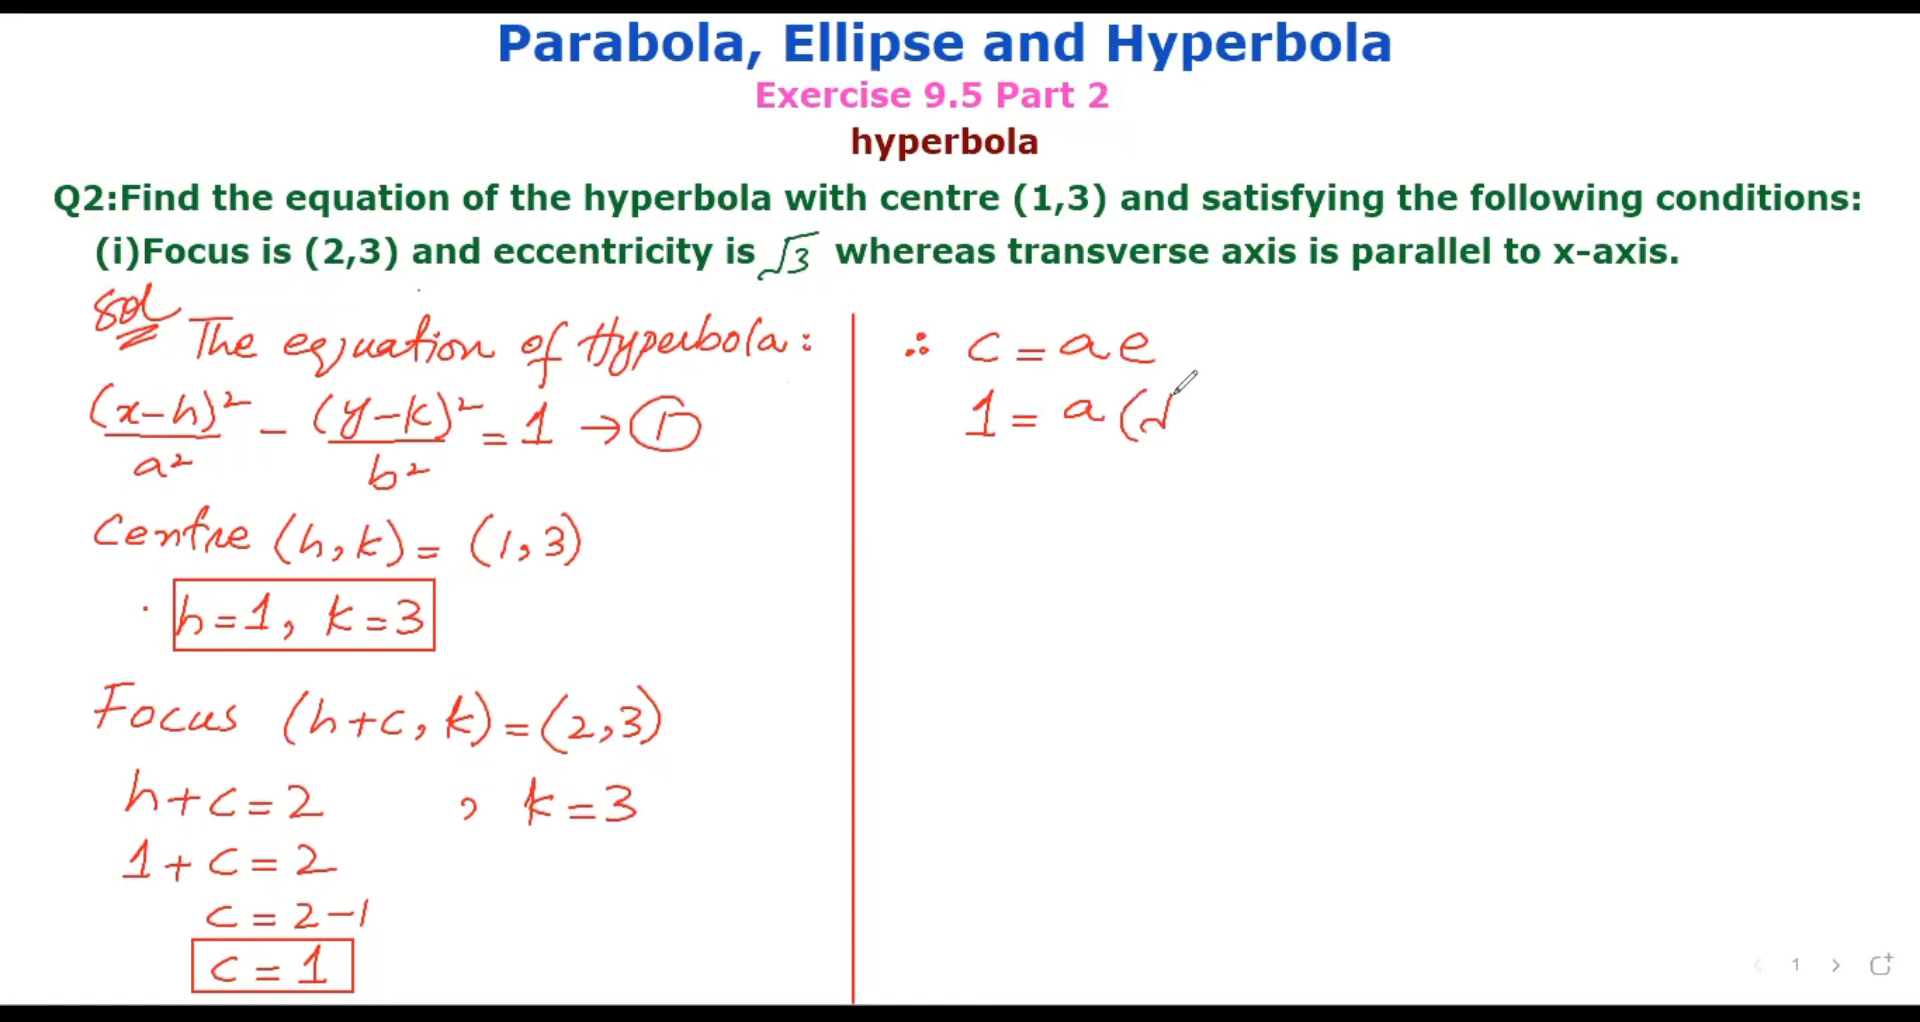 Parabola, Ellipse and Hyperbola
Exercise 9.5 Part 2
hyperbola
Q2:Find the equation of the hyperbola with centre (1,3) and satisfying the following conditions:
(i)Focus is (2,3) and eccentricity is √3 whereas transverse axis is parallel to x-axis.
Sol
The equation of Hyperbola:
(x-h)²/a² - (y-k)²/b² = 1 → ①
Centre (h,k) = (1,3)
h=1, k=3
Focus (h+c, k) = (2,3)
h+c=2 , k=3
1+c=2
c=2-1
c=1
∴ c=ae
1=a(√
1